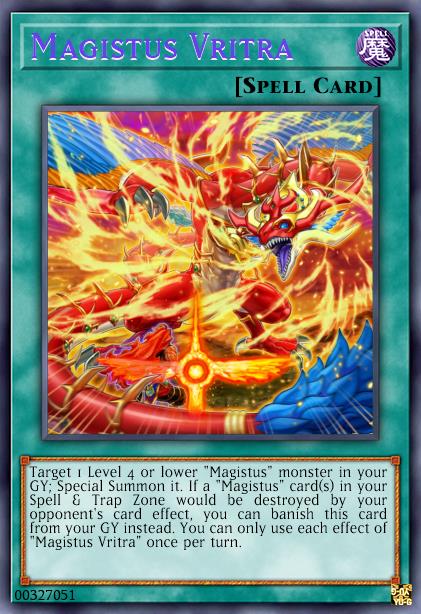 Magistus Vritra
SPELL
魔
[Spell Card]
Target 1 Level 4 or lower "Magistus" monster in your
GY; Special Summon it. If a "Magistus" card(s) in your
Spell & Trap Zone would be destroyed by your
opponent's card effect, you can banish this card
from your GY instead. You can only use each effect of
"Magistus Vritra" once per turn.
00327051